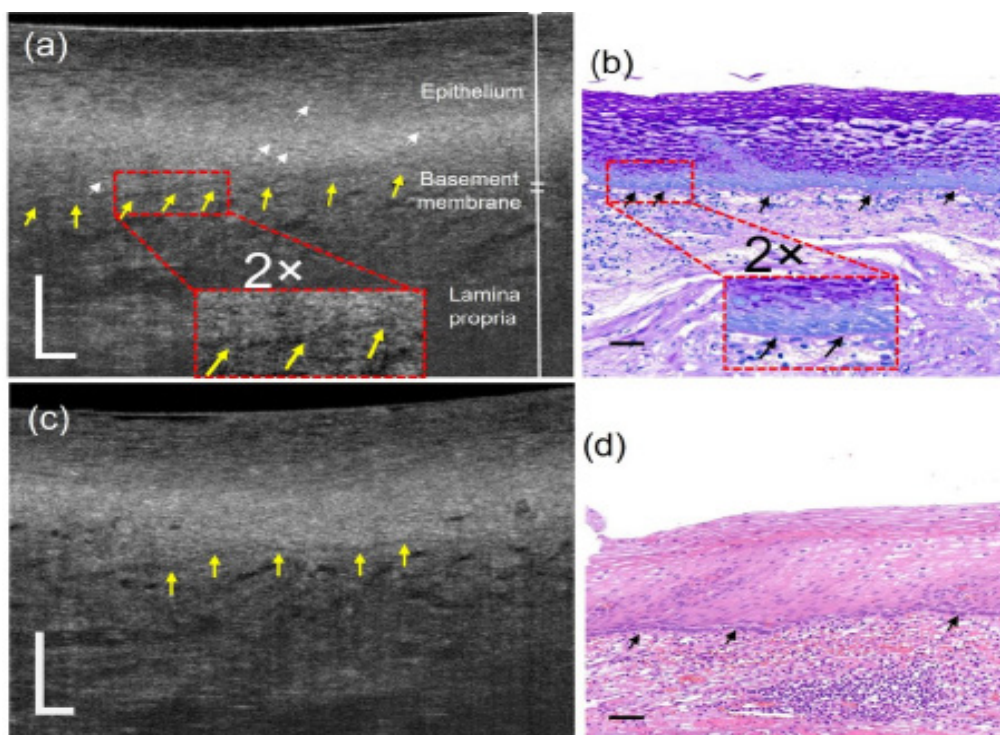 (a)
Epithelium
Basement
membrane
2×
Lamina
propria
(b)
2×
(c)
(d)